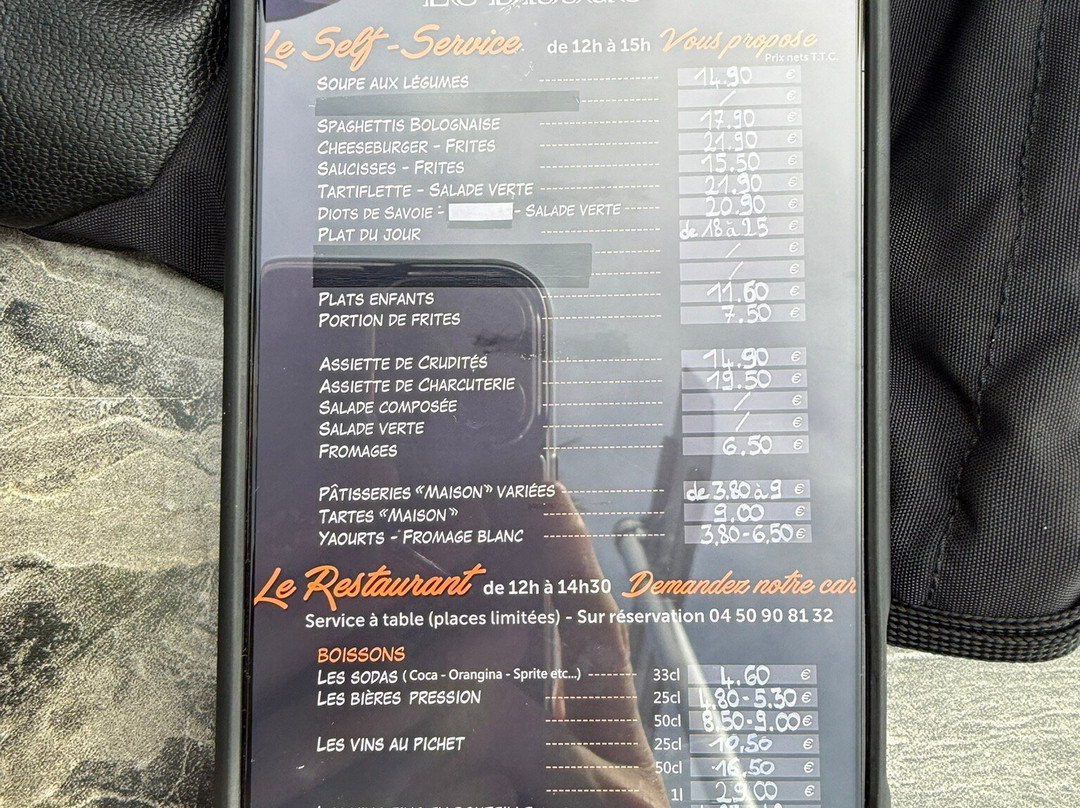 Le Self-Service de 12h à 15h Vous propose
Prix nets T.T.C.
SOUPE AUX LÉGUMES 14.90 €
/ €
SPAGHETTIS BOLOGNAISE 17.90 €
CHEESEBURGER - FRITES 21.90 €
SAUCISSES - FRITES 15.50 €
TARTIFLETTE - SALADE VERTE 21.90 €
DIOTS DE SAVOIE - - SALADE VERTE 20.90 €
PLAT DU JOUR de 18 à 25 €
/ €
/ €
PLATS ENFANTS 11.60 €
PORTION DE FRITES 7.50 €
ASSIETTE DE CRUDITÉS 14.90 €
ASSIETTE DE CHARCUTERIE 19.50 €
SALADE COMPOSÉE / €
SALADE VERTE / €
FROMAGES 6.50 €
PÂTISSERIES "MAISON" VARIÉES de 3.80 à 9 €
TARTES "MAISON" 9.00 €
YAOURTS - FROMAGE BLANC 3,80-6,50 €
Le Restaurant de 12h à 14h30 Demandez notre car
Service à table (places limitées) - Sur réservation 04 50 90 81 32
BOISSONS
LES SODAS (Coca - Orangina - Sprite etc...) 33cl 4.60 €
LES BIÈRES PRESSION 25cl 4.80-5.30 €
50cl 8.50-9.00 €
LES VINS AU PICHET 25cl 10,50 €
50cl 16,50 €
1l 29.00 €